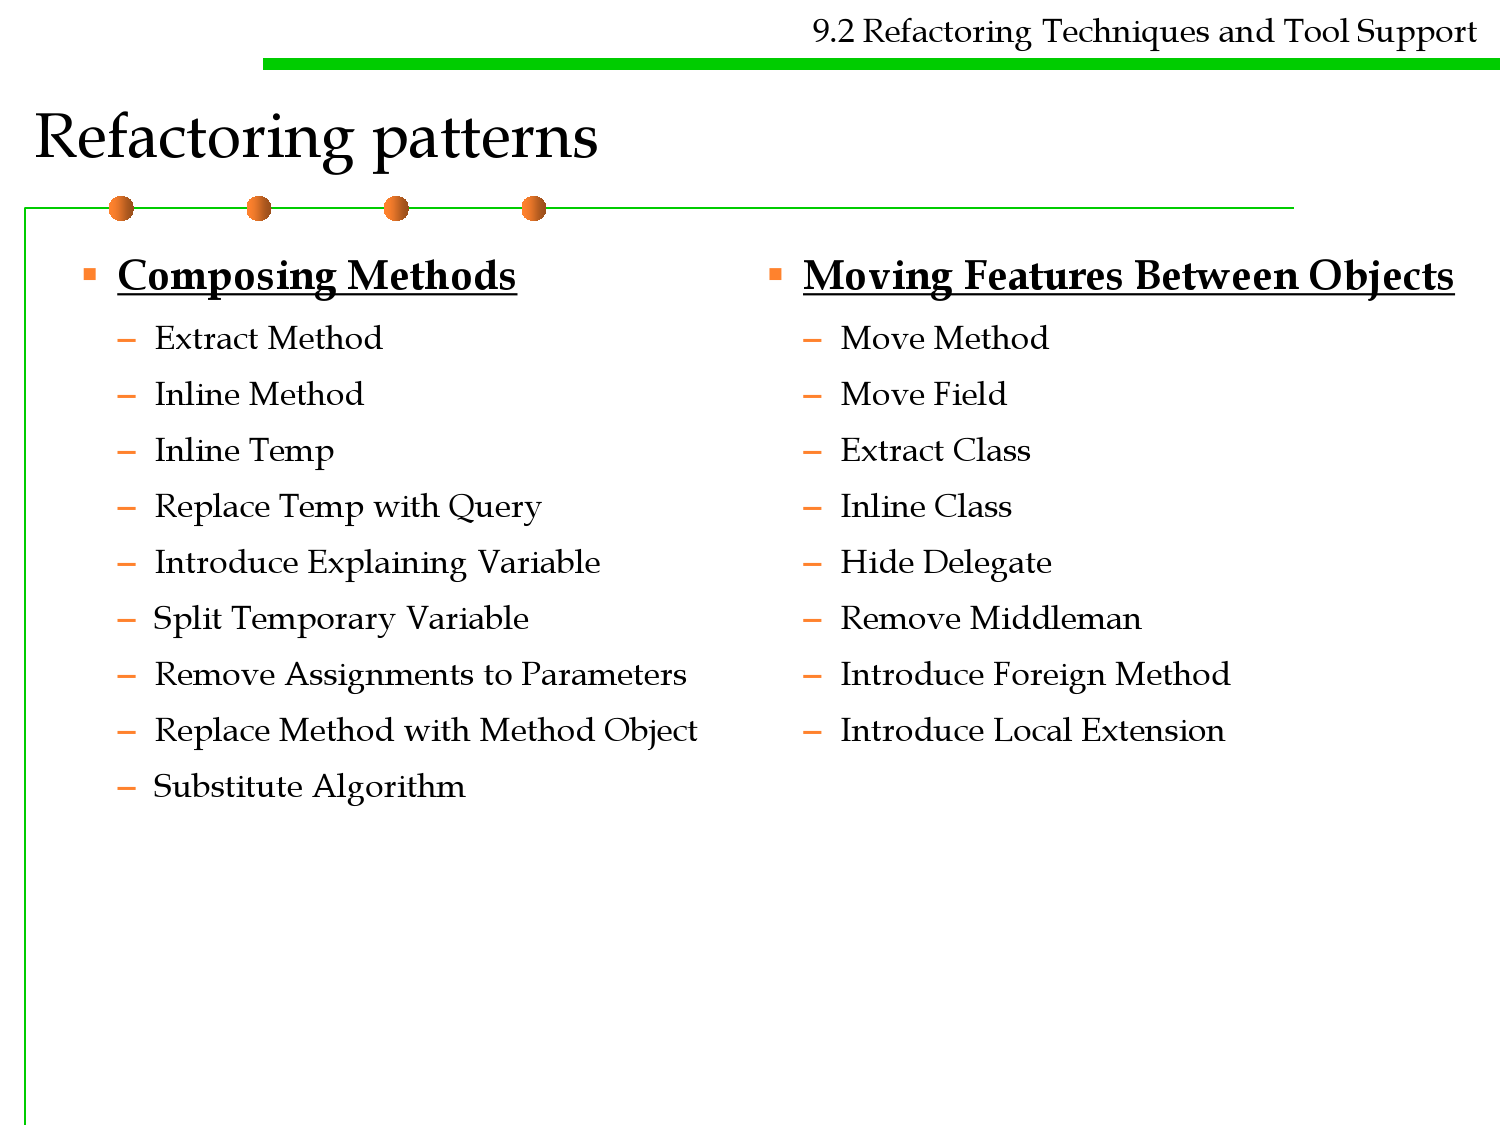 9.2 Refactoring Techniques and Tool Support
Refactoring patterns
Composing Methods
– Extract Method
– Inline Method
– Inline Temp
– Replace Temp with Query
– Introduce Explaining Variable
– Split Temporary Variable
– Remove Assignments to Parameters
– Replace Method with Method Object
– Substitute Algorithm
Moving Features Between Objects
– Move Method
– Move Field
– Extract Class
– Inline Class
– Hide Delegate
– Remove Middleman
– Introduce Foreign Method
– Introduce Local Extension